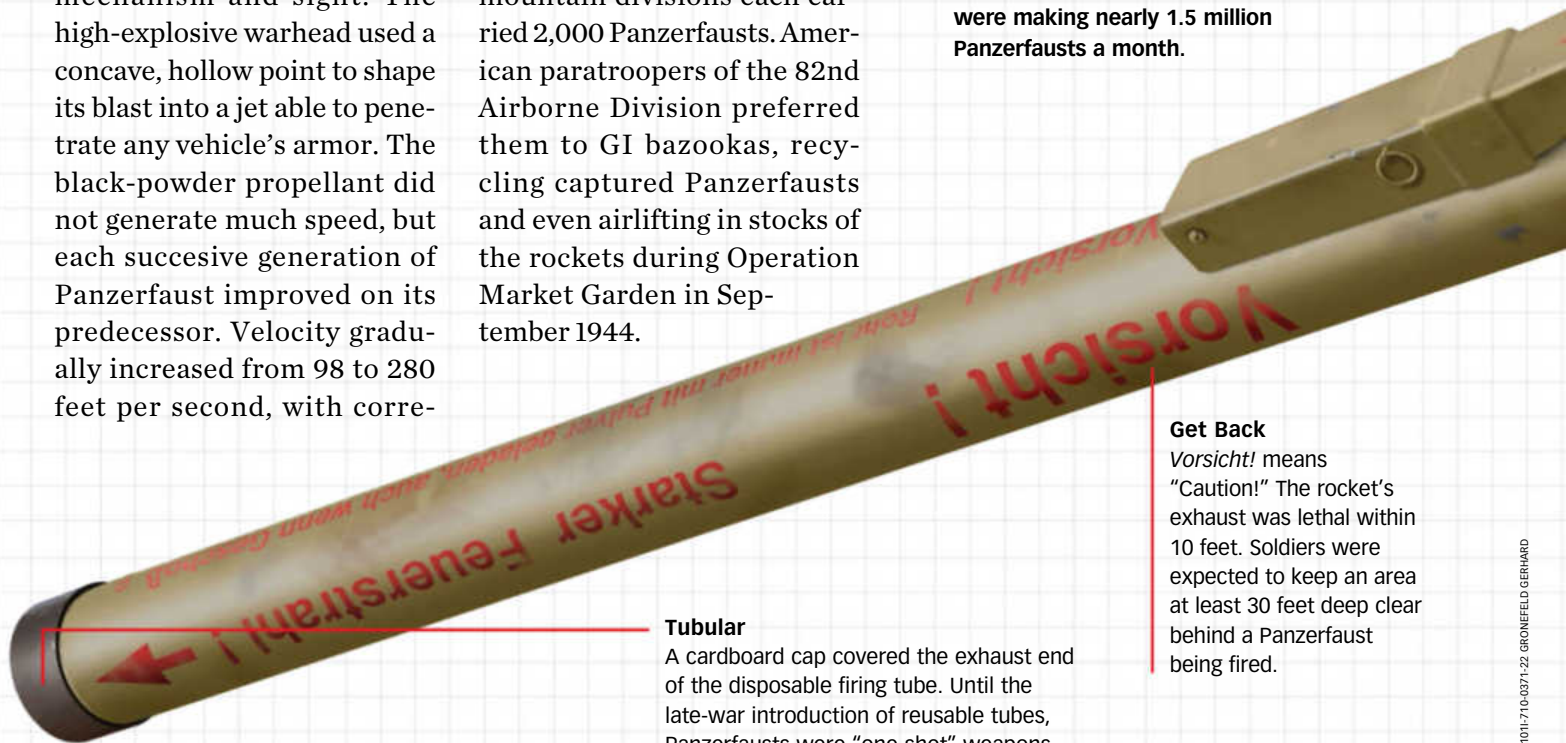 mechanism and sight. The
high-explosive warhead used a
concave, hollow point to shape
its blast into a jet able to pene-
trate any vehicle’s armor. The
black-powder propellant did
not generate much speed, but
each succesive generation of
Panzerfaust improved on its
predecessor. Velocity gradu-
ally increased from 98 to 280
feet per second, with corre-
mountain divisions each car-
ried 2,000 Panzerfausts. Amer-
ican paratroopers of the 82nd
Airborne Division preferred
them to GI bazookas, recy-
cling captured Panzerfausts
and even airlifting in stocks of
the rockets during Operation
Market Garden in Sep-
tember 1944.
were making nearly 1.5 million
Panzerfausts a month.
Vorsicht !
Rohr ist immer mit Pulver geladen, auch wenn Geschoß
Vorsicht !
Starker Feuerstrahl !
Get Back
Vorsicht! means
“Caution!” The rocket’s
exhaust was lethal within
10 feet. Soldiers were
expected to keep an area
at least 30 feet deep clear
behind a Panzerfaust
being fired.
Tubular
A cardboard cap covered the exhaust end
of the disposable firing tube. Until the
late-war introduction of reusable tubes,
Panzerfausts were “one shot” weapons
101I-710-0371-22 GRONEFELD GERHARD